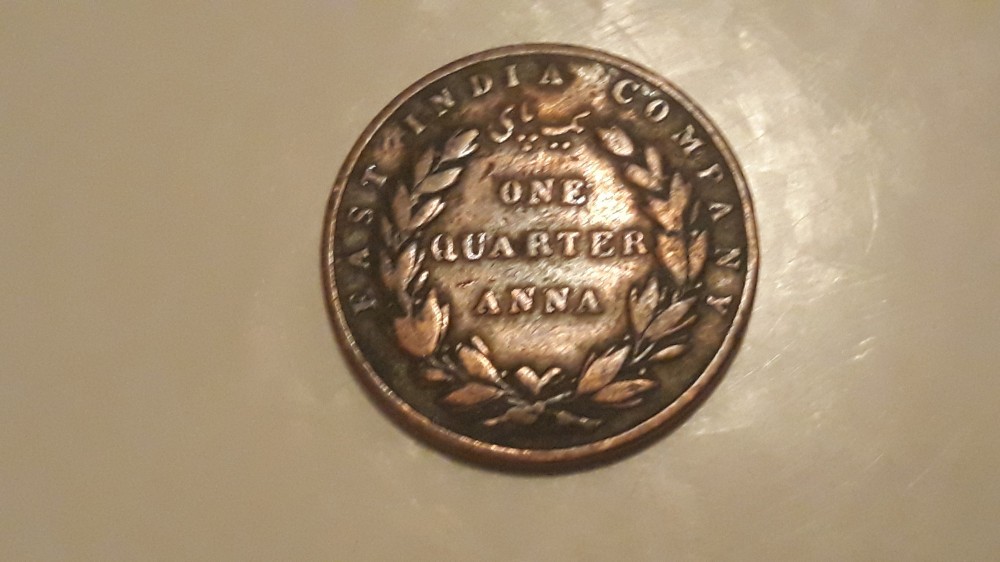 EAST INDIA COMPANY
یک پای
ONE
QUARTER
ANNA